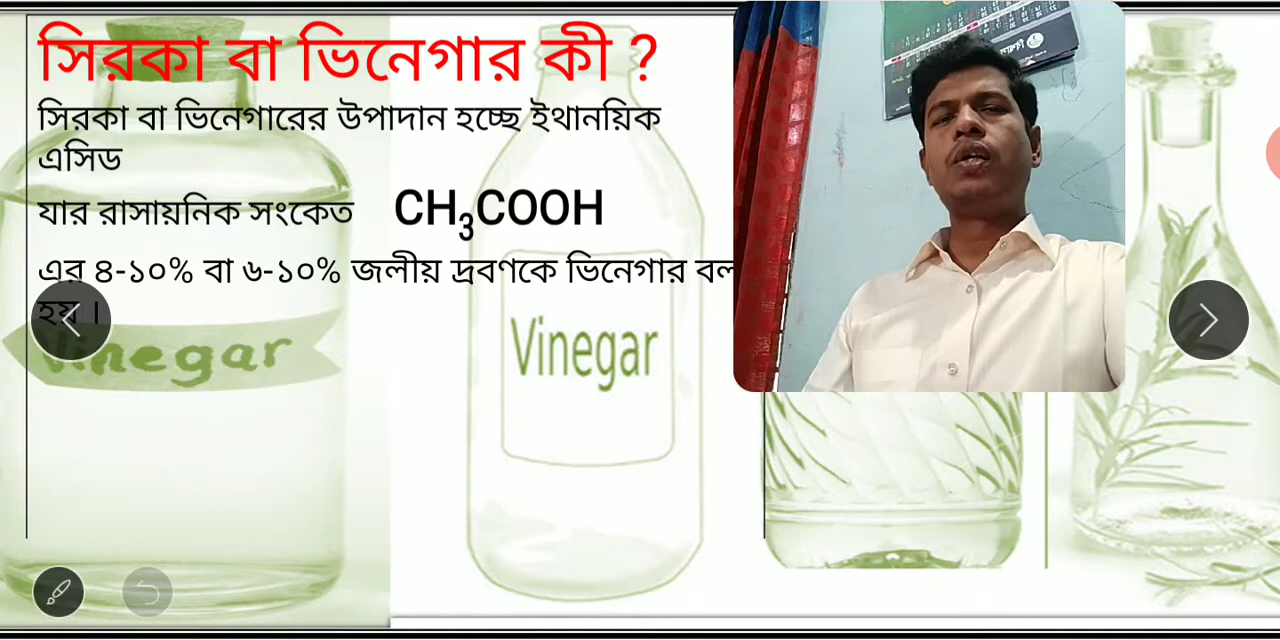 সিরকা বা ভিনেগার কী ?
সিরকা বা ভিনেগারের উপাদান হচ্ছে ইথানয়িক
এসিড
যার রাসায়নিক সংকেত CH₃COOH
এর ৪-১০% বা ৬-১০% জলীয় দ্রবণকে ভিনেগার বল
হয় ।
Vinegar
Vinegar